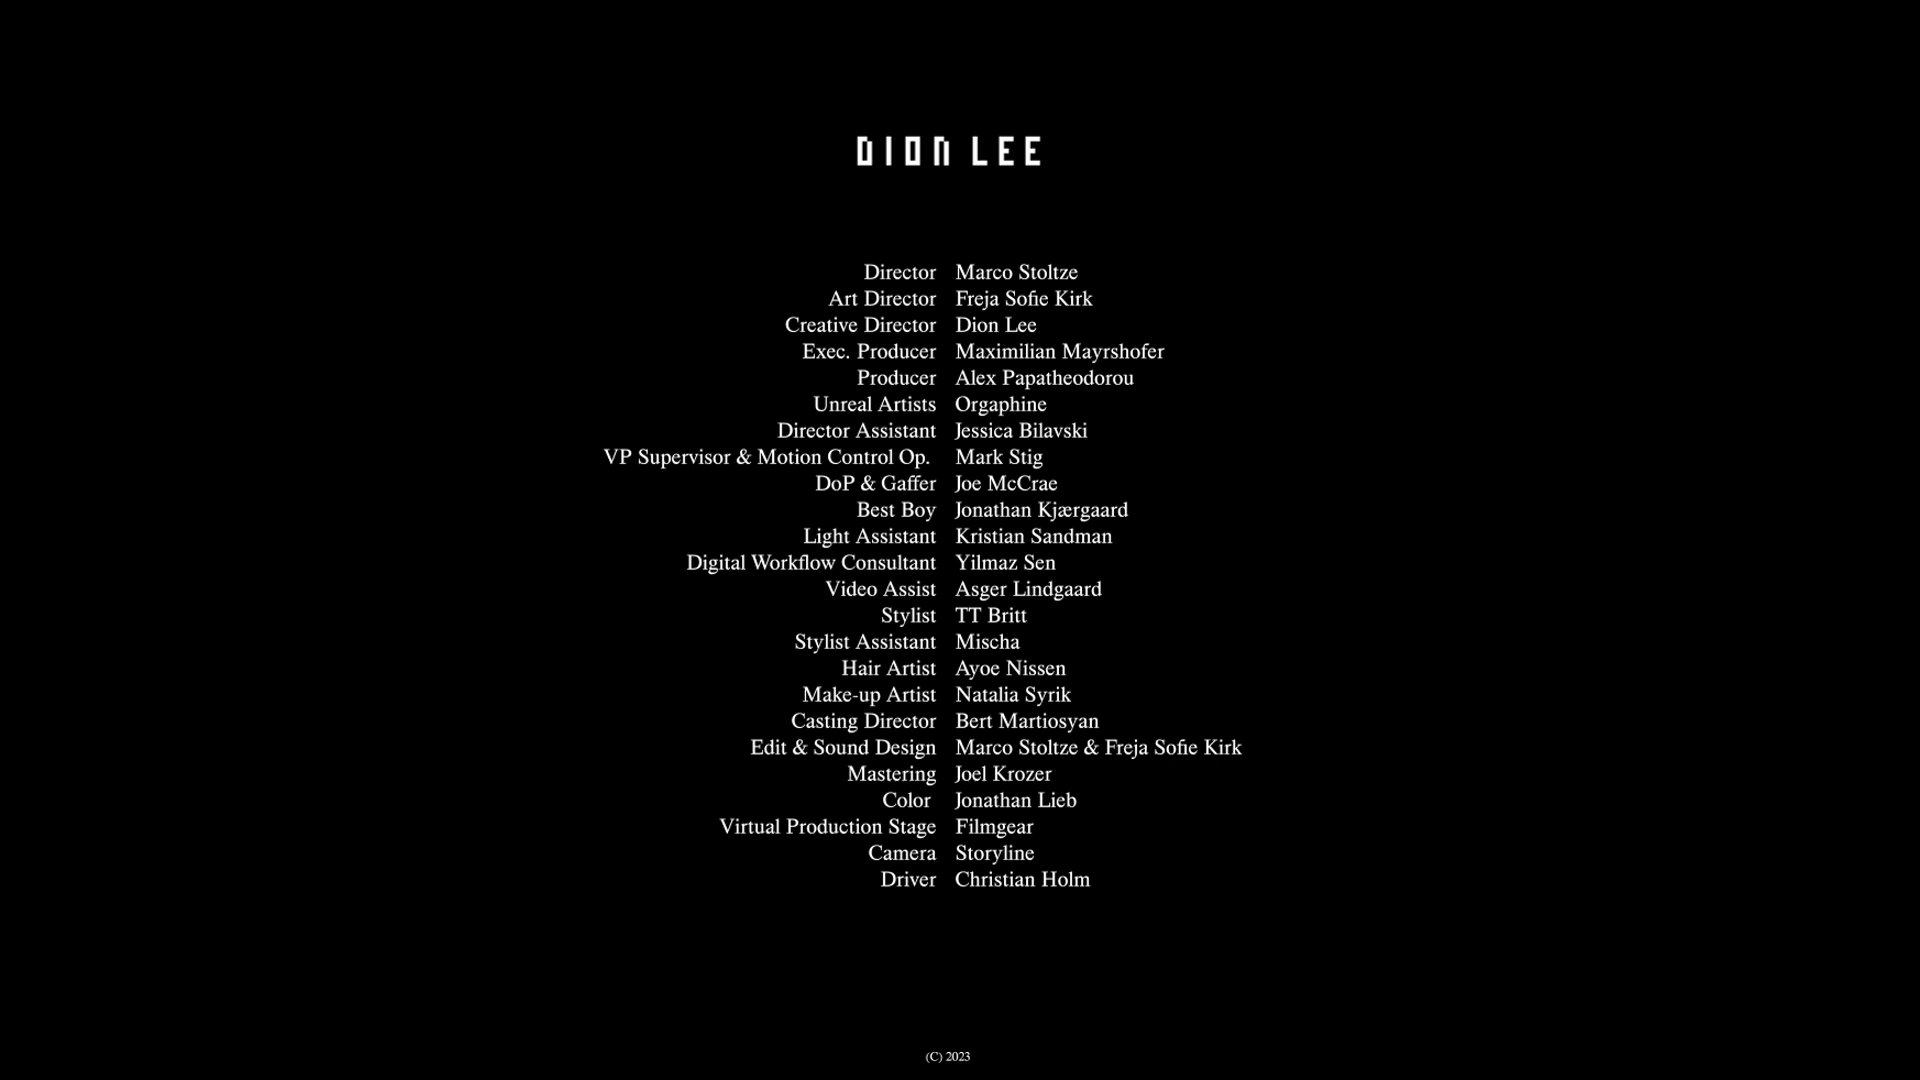 DION LEE
Director Marco Stoltze
Art Director Freja Sofie Kirk
Creative Director Dion Lee
Exec. Producer Maximilian Mayrshofer
Producer Alex Papatheodorou
Unreal Artists Orgaphine
Director Assistant Jessica Bilavski
VP Supervisor & Motion Control Op. Mark Stig
DoP & Gaffer Joe McCrae
Best Boy Jonathan Kjærgaard
Light Assistant Kristian Sandman
Digital Workflow Consultant Yilmaz Sen
Video Assist Asger Lindgaard
Stylist TT Britt
Stylist Assistant Mischa
Hair Artist Ayoe Nissen
Make-up Artist Natalia Syrik
Casting Director Bert Martiosyan
Edit & Sound Design Marco Stoltze & Freja Sofie Kirk
Mastering Joel Krozer
Color Jonathan Lieb
Virtual Production Stage Filmgear
Camera Storyline
Driver Christian Holm
(C) 2023